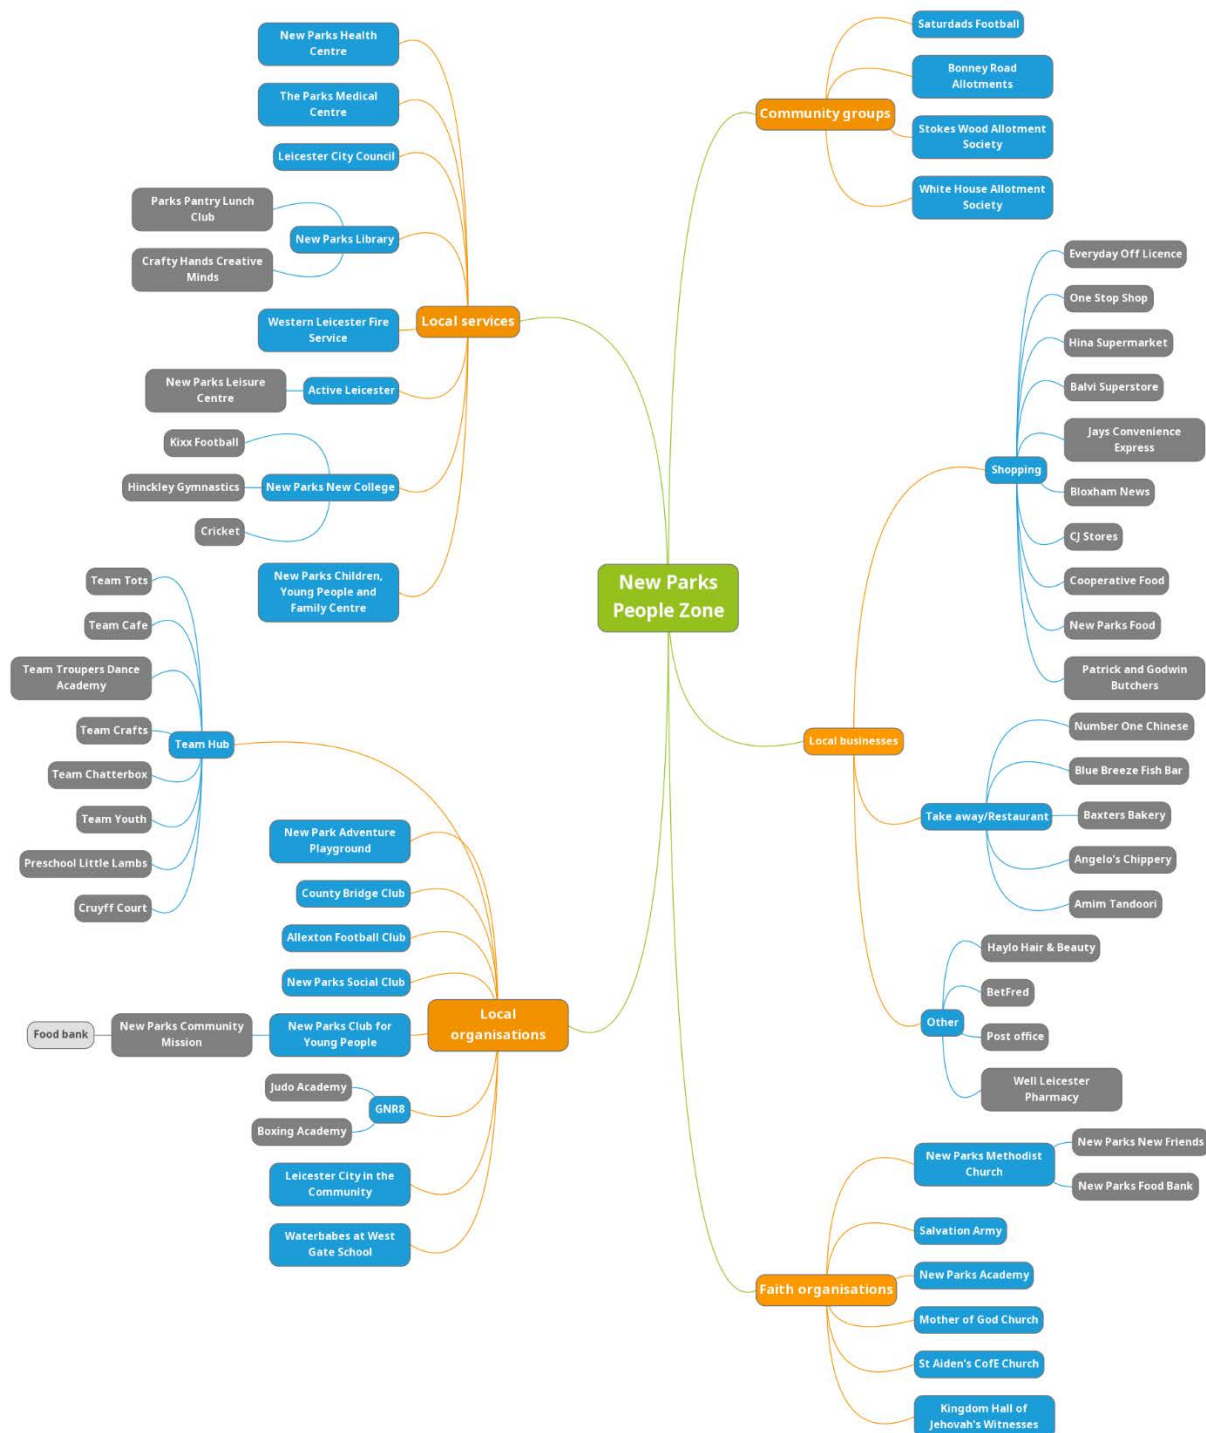 New Parks
People Zone
Local services
New Parks Health
Centre
The Parks Medical
Centre
Leicester City Council
New Parks Library
Parks Pantry Lunch
Club
Crafty Hands Creative
Minds
Western Leicester Fire
Service
Active Leicester
New Parks Leisure
Centre
New Parks New College
Kixx Football
Hinckley Gymnastics
Cricket
New Parks Children,
Young People and
Family Centre
Local
organisations
Team Hub
Team Tots
Team Cafe
Team Troupers Dance
Academy
Team Crafts
Team Chatterbox
Team Youth
Preschool Little Lambs
Cruyff Court
New Park Adventure
Playground
County Bridge Club
Allexton Football Club
New Parks Social Club
New Parks Club for
Young People
New Parks Community
Mission
Food bank
GNR8
Judo Academy
Boxing Academy
Leicester City in the
Community
Waterbabes at West
Gate School
Community groups
Saturdads Football
Bonney Road
Allotments
Stokes Wood Allotment
Society
White House Allotment
Society
Local businesses
Shopping
Everyday Off Licence
One Stop Shop
Hina Supermarket
Balvi Superstore
Jays Convenience
Express
Bloxham News
CJ Stores
Cooperative Food
New Parks Food
Patrick and Godwin
Butchers
Take away/Restaurant
Number One Chinese
Blue Breeze Fish Bar
Baxters Bakery
Angelo's Chippery
Amim Tandoori
Other
Haylo Hair & Beauty
BetFred
Post office
Well Leicester
Pharmacy
Faith organisations
New Parks Methodist
Church
New Parks New Friends
New Parks Food Bank
Salvation Army
New Parks Academy
Mother of God Church
St Aiden's CofE Church
Kingdom Hall of
Jehovah's Witnesses